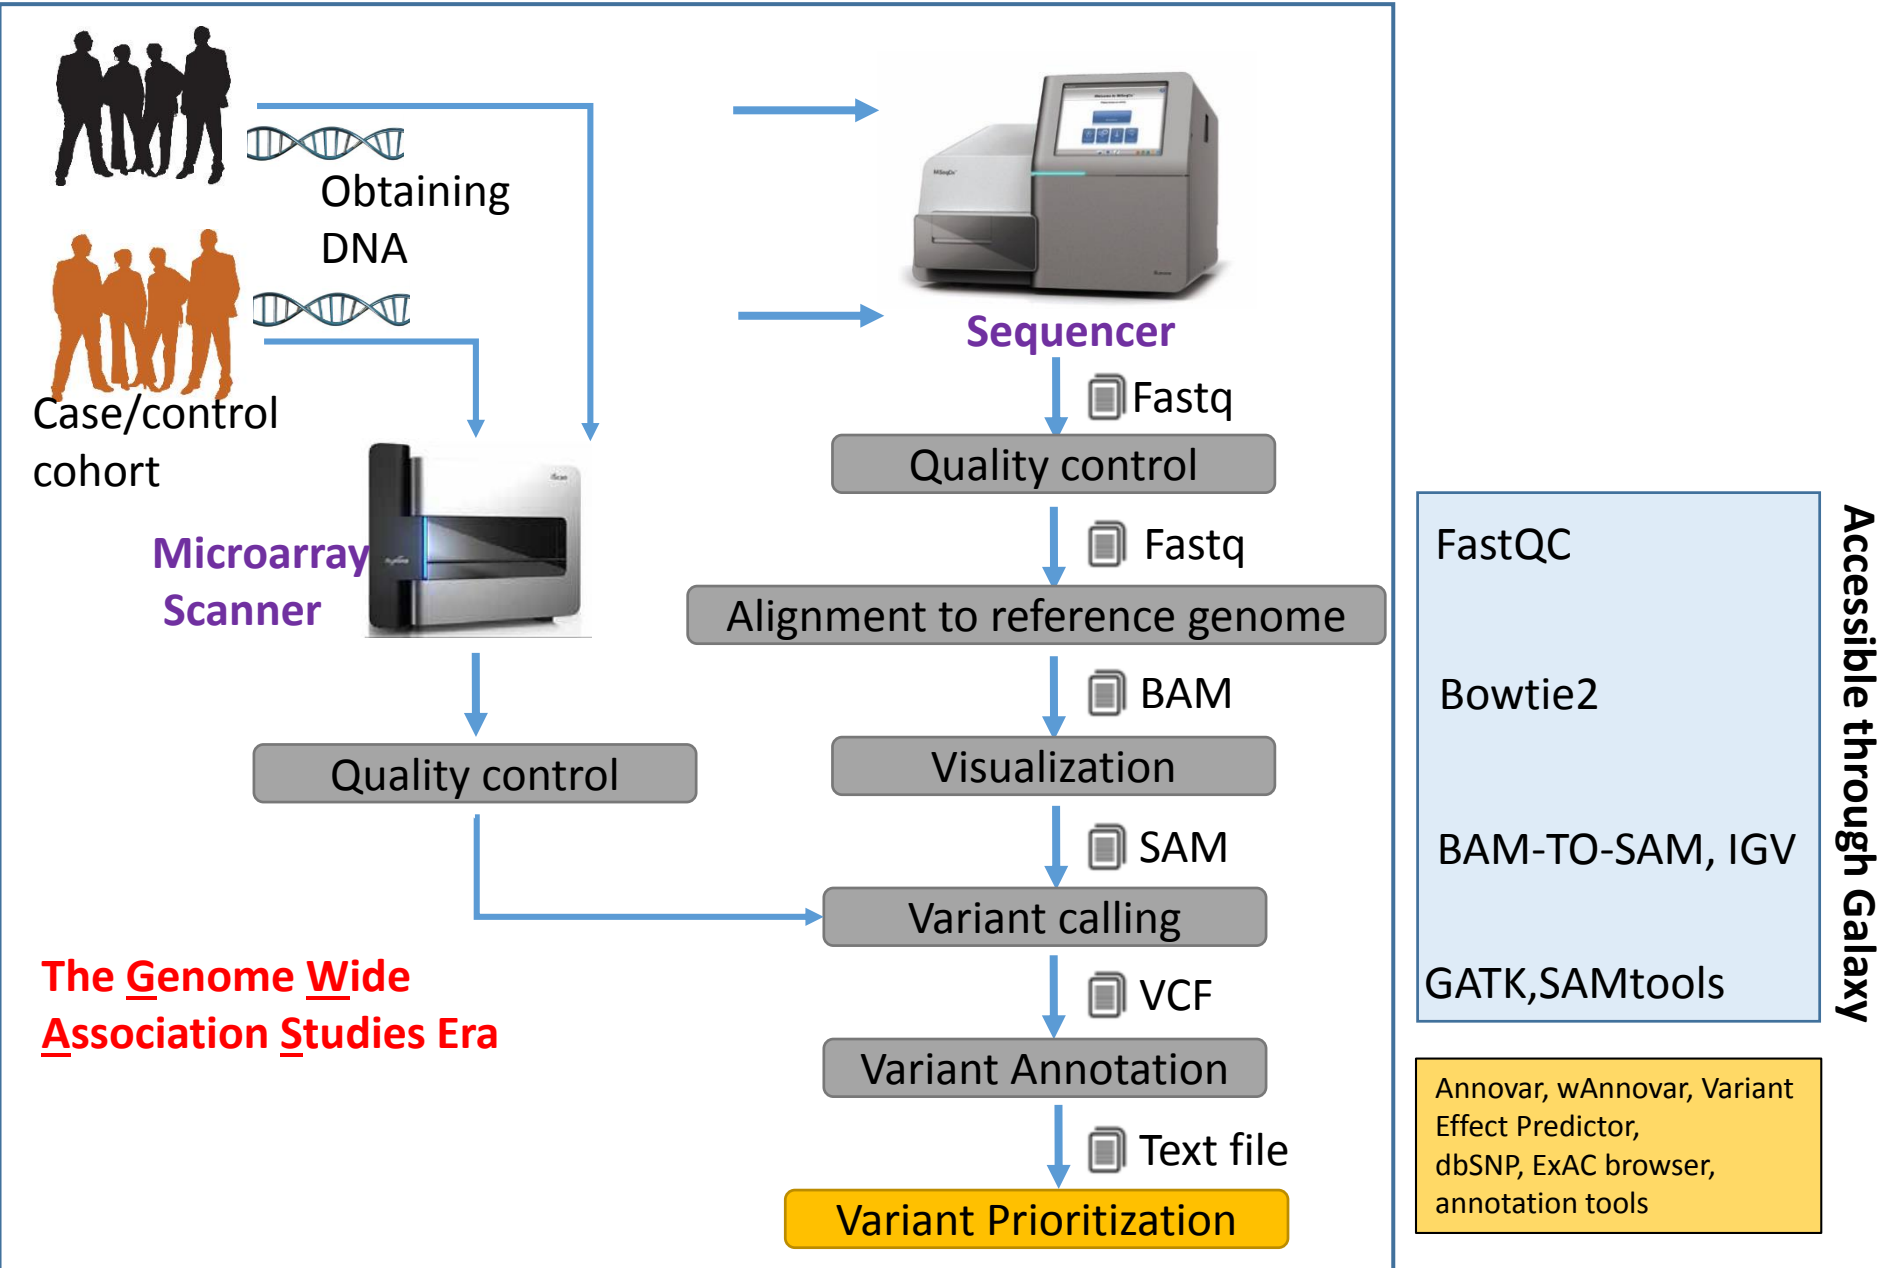 Obtaining
DNA
Case/control
cohort
Microarray
Scanner
Quality control
The Genome Wide
Association Studies Era
Sequencer
Fastq
Quality control
Fastq
Alignment to reference genome
BAM
Visualization
SAM
Variant calling
VCF
Variant Annotation
Text file
Variant Prioritization
FastQC
Bowtie2
BAM-TO-SAM, IGV
GATK,SAMtools
Accessible through Galaxy
Annovar, wAnnovar, Variant
Effect Predictor,
dbSNP, ExAC browser,
annotation tools